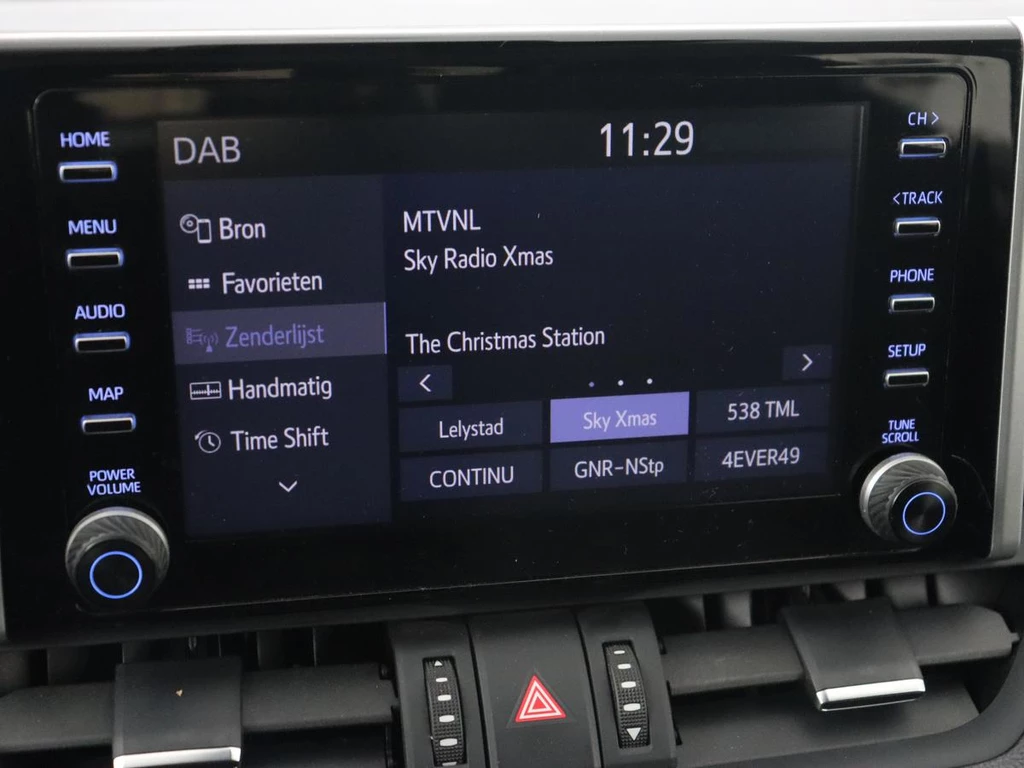 HOME
MENU
AUDIO
MAP
POWER
VOLUME
DAB
11:29
Bron
Favorieten
Zenderlijst
Handmatig
Time Shift
MTVNL
Sky Radio Xmas
The Christmas Station
Lelystad
Sky Xmas
538 TML
CONTINU
GNR-NStp
4EVER49
CH >
< TRACK
PHONE
SETUP
TUNE
SCROLL